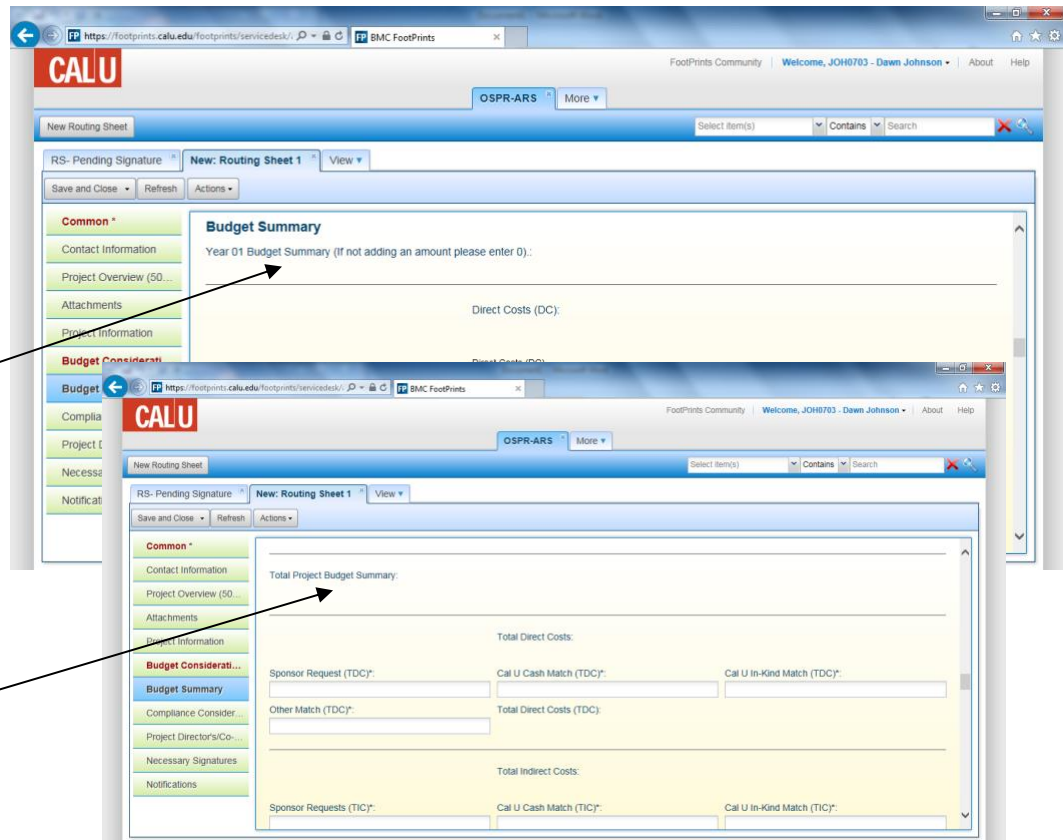 https://footprints.calu.edu/footprints/servicedesk/
BMC FootPrints
CAL U
FootPrints Community Welcome, JOH0703 - Dawn Johnson About Help
OSPR-ARS More
New Routing Sheet Select item(s) Contains Search
RS- Pending Signature New: Routing Sheet 1 View
Save and Close Refresh Actions
Common *
Contact Information
Project Overview (50...
Attachments
Project Information
Budget Considerati...
Budget
Complia
Project D
Necessa
Notificati
Budget Summary
Year 01 Budget Summary (If not adding an amount please enter 0).:
Direct Costs (DC):
https://footprints.calu.edu/footprints/servicedesk/
BMC FootPrints
CAL U
FootPrints Community Welcome, JOH0703 - Dawn Johnson About Help
OSPR-ARS More
New Routing Sheet Select item(s) Contains Search
RS- Pending Signature New: Routing Sheet 1 View
Save and Close Refresh Actions
Common *
Contact Information
Project Overview (50...
Attachments
Project Information
Budget Considerati...
Budget Summary
Compliance Consider...
Project Director's/Co-...
Necessary Signatures
Notifications
Total Project Budget Summary:
Total Direct Costs:
Sponsor Request (TDC)*: Cal U Cash Match (TDC)*: Cal U In-Kind Match (TDC)*:
Other Match (TDC)*: Total Direct Costs (TDC):
Total Indirect Costs:
Sponsor Requests (TIC)*: Cal U Cash Match (TIC)*: Cal U In-Kind Match (TIC)*: